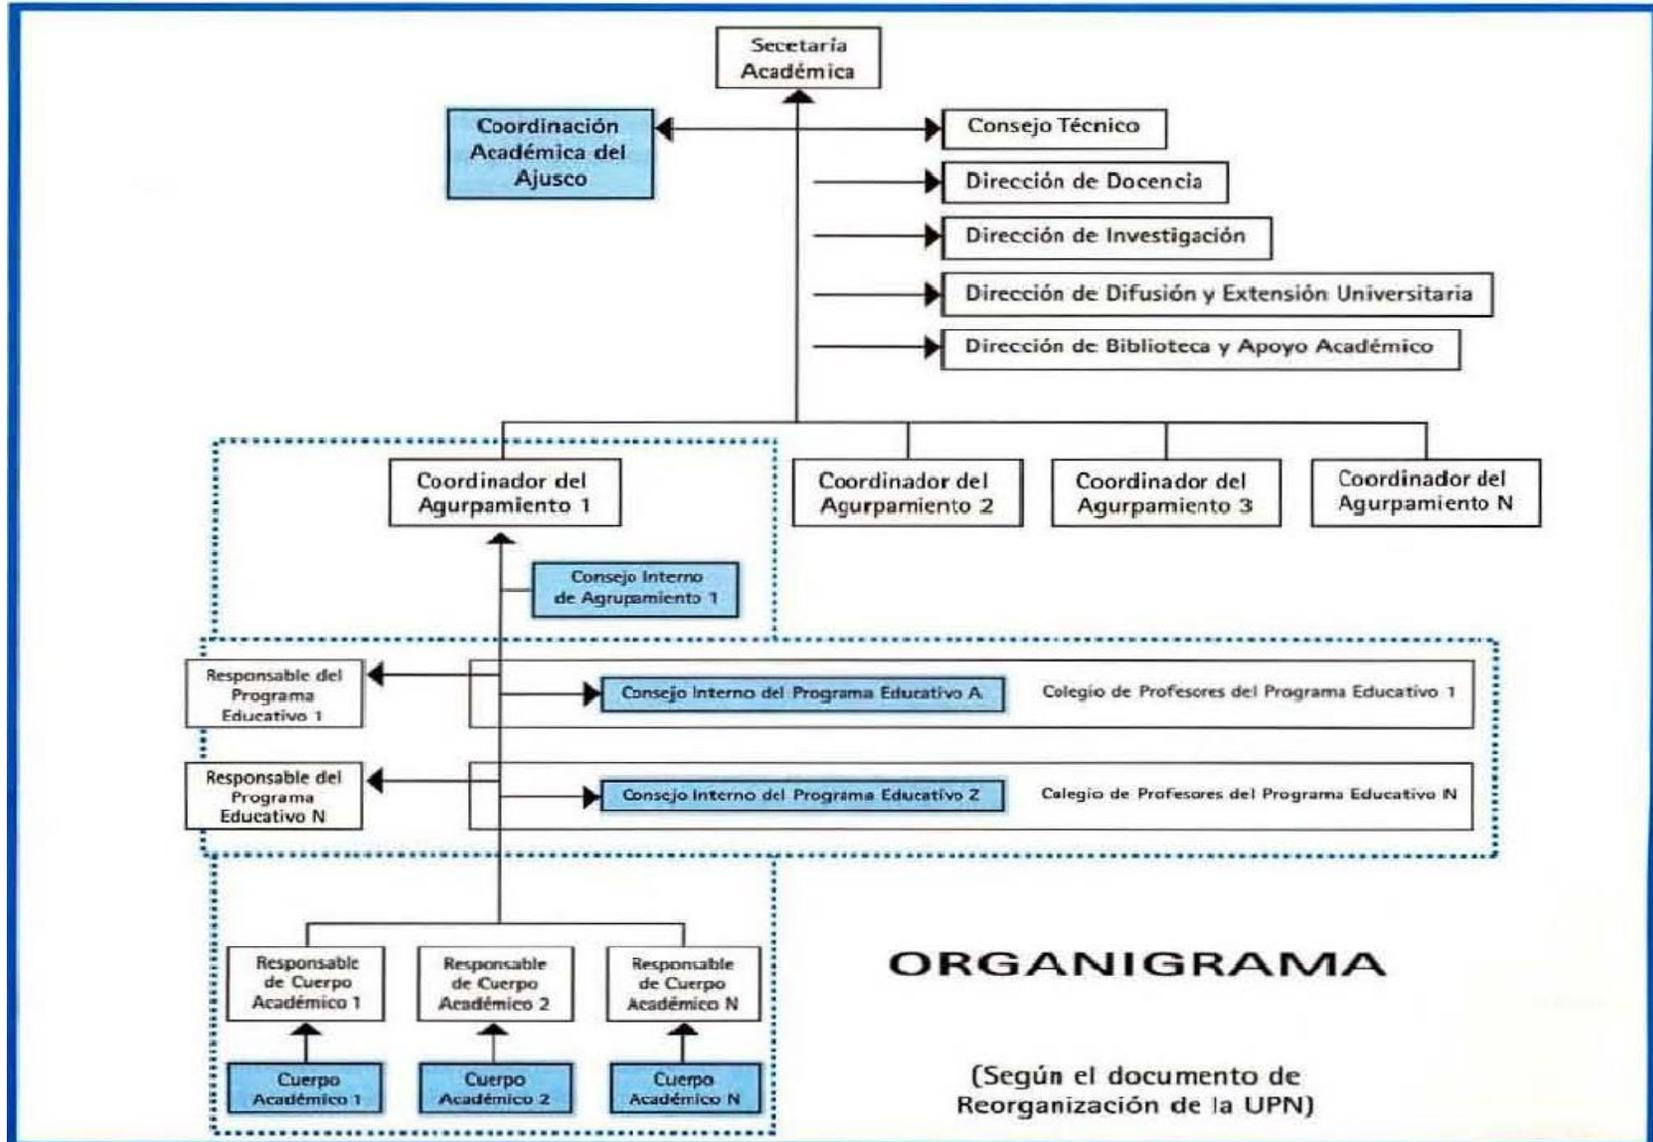 Secetaría
Académica
Coordinación
Académica del
Ajusco
Consejo Técnico
Dirección de Docencia
Dirección de Investigación
Dirección de Difusión y Extensión Universitaria
Dirección de Biblioteca y Apoyo Académico
Coordinador del
Agurpamiento 1
Coordinador del
Agurpamiento 2
Coordinador del
Agurpamiento 3
Coordinador del
Agurpamiento N
Consejo Interno
de Agrupamiento 1
Responsable del
Programa
Educativo 1
Consejo Interno del Programa Educativo A
Colegio de Profesores del Programa Educativo 1
Responsable del
Programa
Educativo N
Consejo Interno del Programa Educativo Z
Colegio de Profesores del Programa Educativo N
Responsable
de Cuerpo
Académico 1
Responsable
de Cuerpo
Académico 2
Responsable
de Cuerpo
Académico N
Cuerpo
Académico 1
Cuerpo
Académico 2
Cuerpo
Académico N
ORGANIGRAMA
(Según el documento de
Reorganización de la UPN)